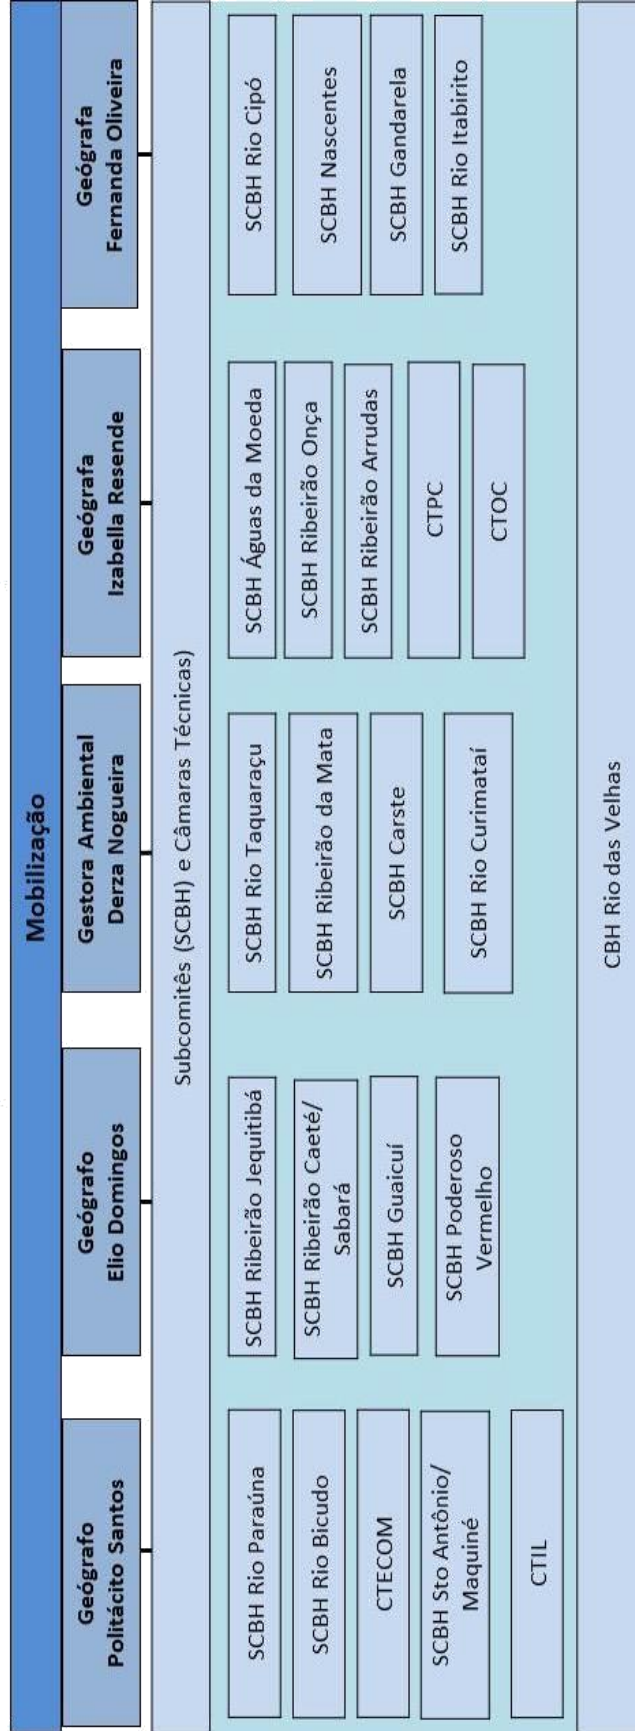 Mobilização
Geógrafo
Politácito Santos
Geógrafo
Elio Domingos
Gestora Ambiental
Derza Nogueira
Geógrafa
Izabella Resende
Geógrafa
Fernanda Oliveira
Subcomitês (SCBH) e Câmaras Técnicas)
SCBH Rio Paraúna
SCBH Rio Bicudo
CTECOM
SCBH Sto Antônio/
Maquiné
CTIL
SCBH Ribeirão Jequitibá
SCBH Ribeirão Caeté/
Sabará
SCBH Guaicuí
SCBH Poderoso
Vermelho
SCBH Rio Taquaraçu
SCBH Ribeirão da Mata
SCBH Carste
SCBH Rio Curimataí
SCBH Águas da Moeda
SCBH Ribeirão Onça
SCBH Ribeirão Arrudas
CTPC
CTOC
SCBH Rio Cipó
SCBH Nascentes
SCBH Gandarela
SCBH Rio Itabirito
CBH Rio das Velhas